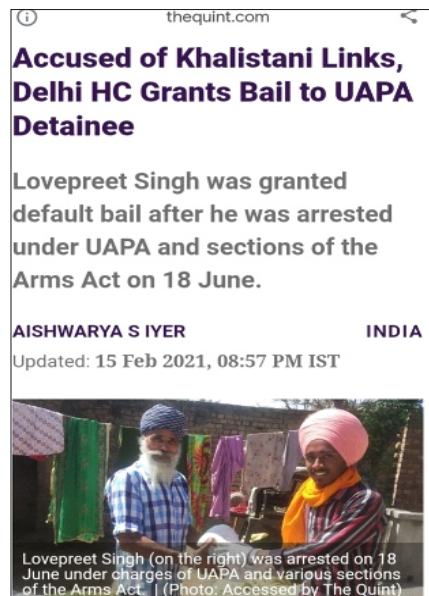 thequint.com
Accused of Khalistani Links,
Delhi HC Grants Bail to UAPA
Detainee
Lovepreet Singh was granted
default bail after he was arrested
under UAPA and sections of the
Arms Act on 18 June.
AISHWARYA S IYER INDIA
Updated: 15 Feb 2021, 08:57 PM IST
Lovepreet Singh (on the right) was arrested on 18
June under charges of UAPA and various sections
of the Arms Act. | (Photo: Accessed by The Quint)